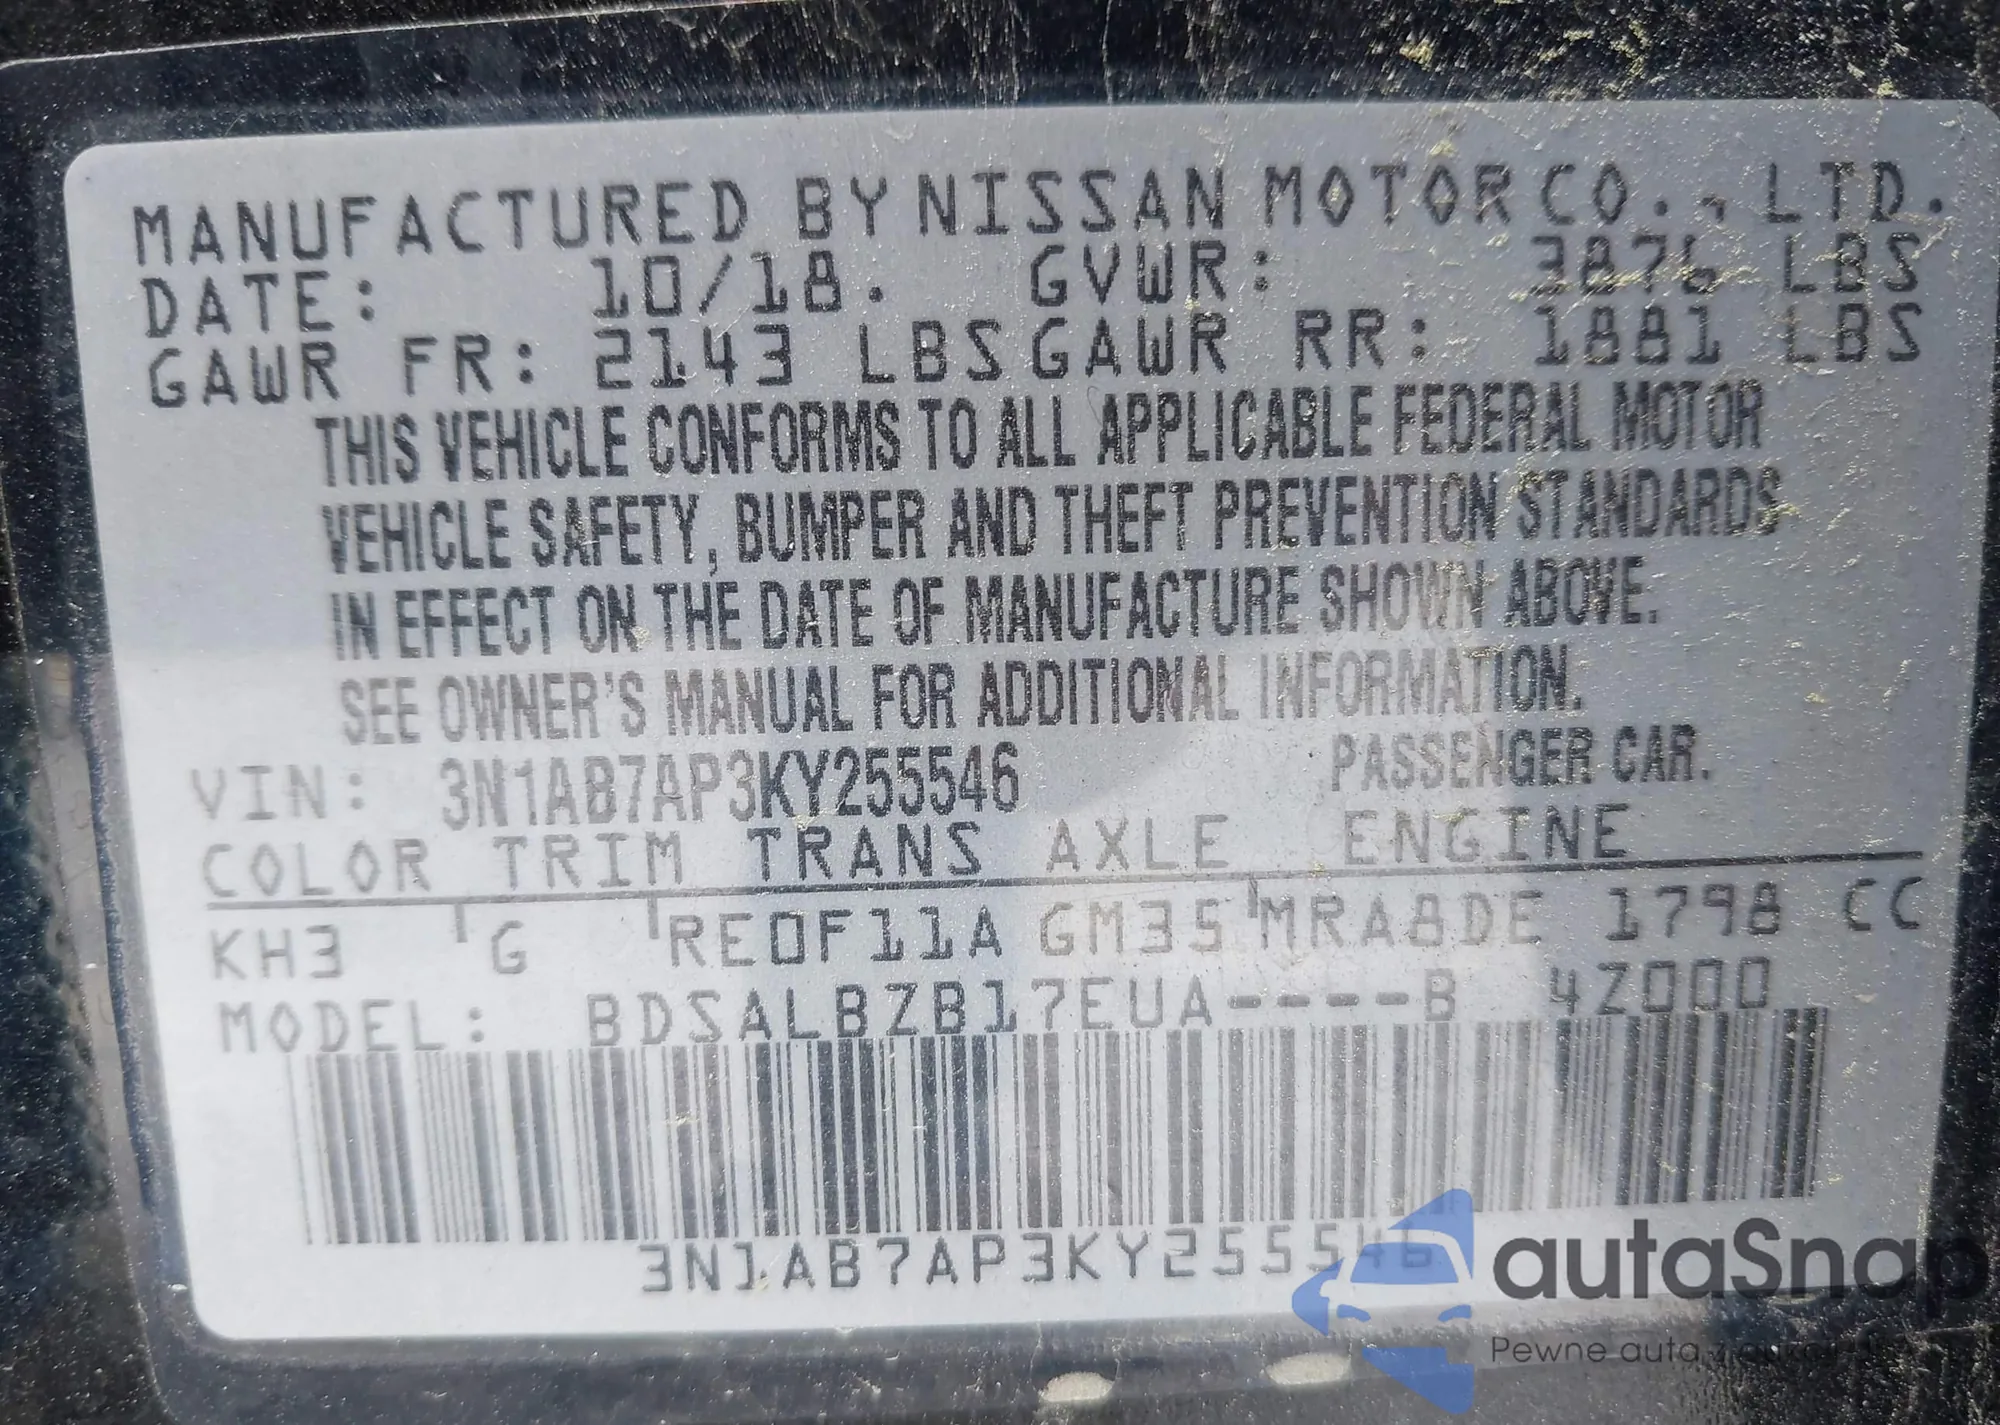 MANUFACTURED BY NISSAN MOTOR CO., LTD.
DATE: 10/18. GVWR: 3876 LBS
GAWR FR: 2143 LBS GAWR RR: 1881 LBS
THIS VEHICLE CONFORMS TO ALL APPLICABLE FEDERAL MOTOR
VEHICLE SAFETY, BUMPER AND THEFT PREVENTION STANDARDS
IN EFFECT ON THE DATE OF MANUFACTURE SHOWN ABOVE.
SEE OWNER'S MANUAL FOR ADDITIONAL INFORMATION.
VIN: 3N1AB7AP3KY255546 PASSENGER CAR.
COLOR TRIM TRANS AXLE ENGINE
KH3 G RE0F11A GM35 MRA8DE 1798 CC
MODEL: BDSALBZB17EUA----B 4Z000
3N1AB7AP3KY255546
autaSnap
Pewne auta z